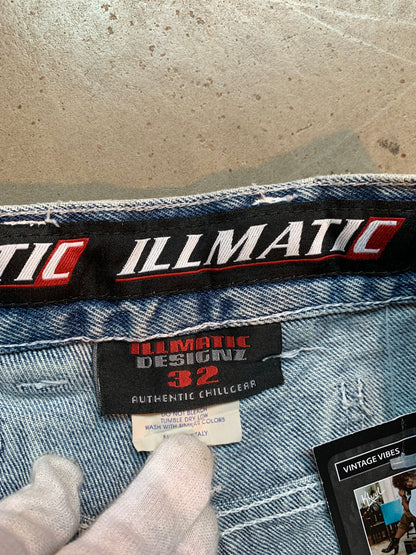 TIC ILLMATIC
ILLMATIC
DESIGNZ
32
AUTHENTIC CHILLGEAR
DO NOT BLEACH
TUMBLE DRY LOW
WASH WITH SIMILAR COLORS
VINTAGE VIBES